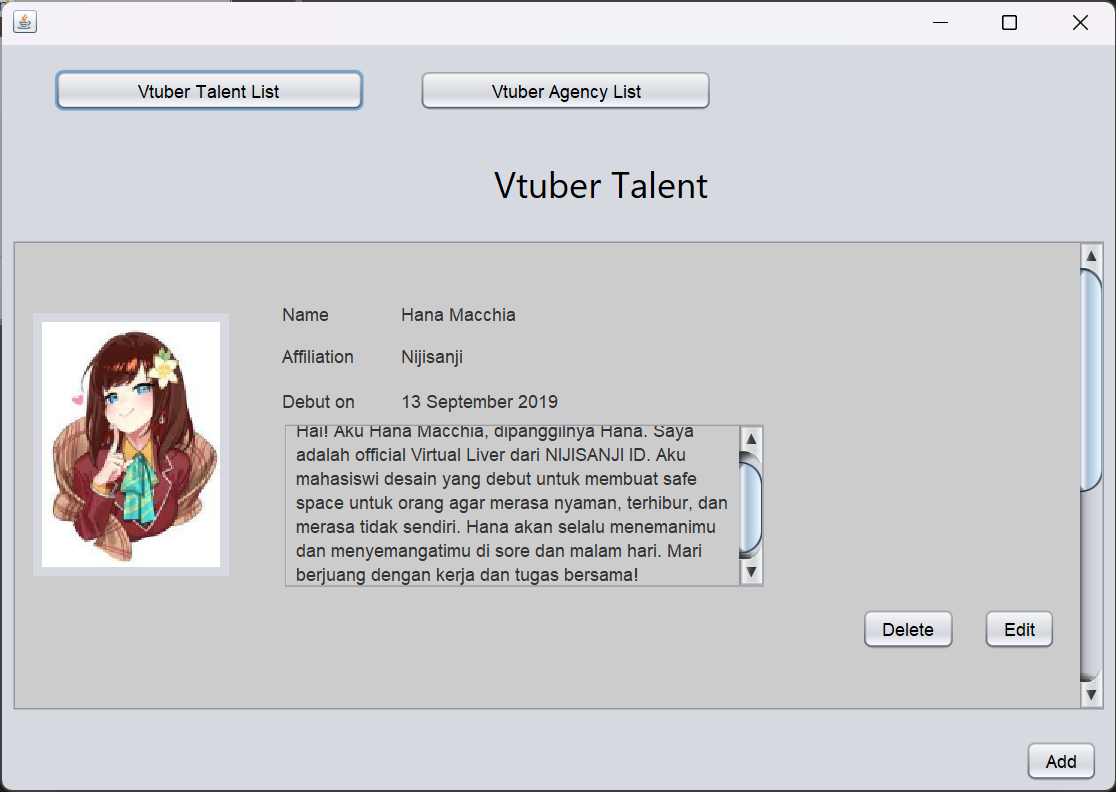 Vtuber Talent List
Vtuber Agency List
Vtuber Talent
Name
Hana Macchia
Affiliation
Nijisanji
Debut on
13 September 2019
Hai! Aku Hana Macchia, dipanggilnya Hana. Saya
adalah official Virtual Liver dari NIJISANJI ID. Aku
mahasiswi desain yang debut untuk membuat safe
space untuk orang agar merasa nyaman, terhibur, dan
merasa tidak sendiri. Hana akan selalu menemanimu
dan menyemangatimu di sore dan malam hari. Mari
berjuang dengan kerja dan tugas bersama!
Delete
Edit
Add